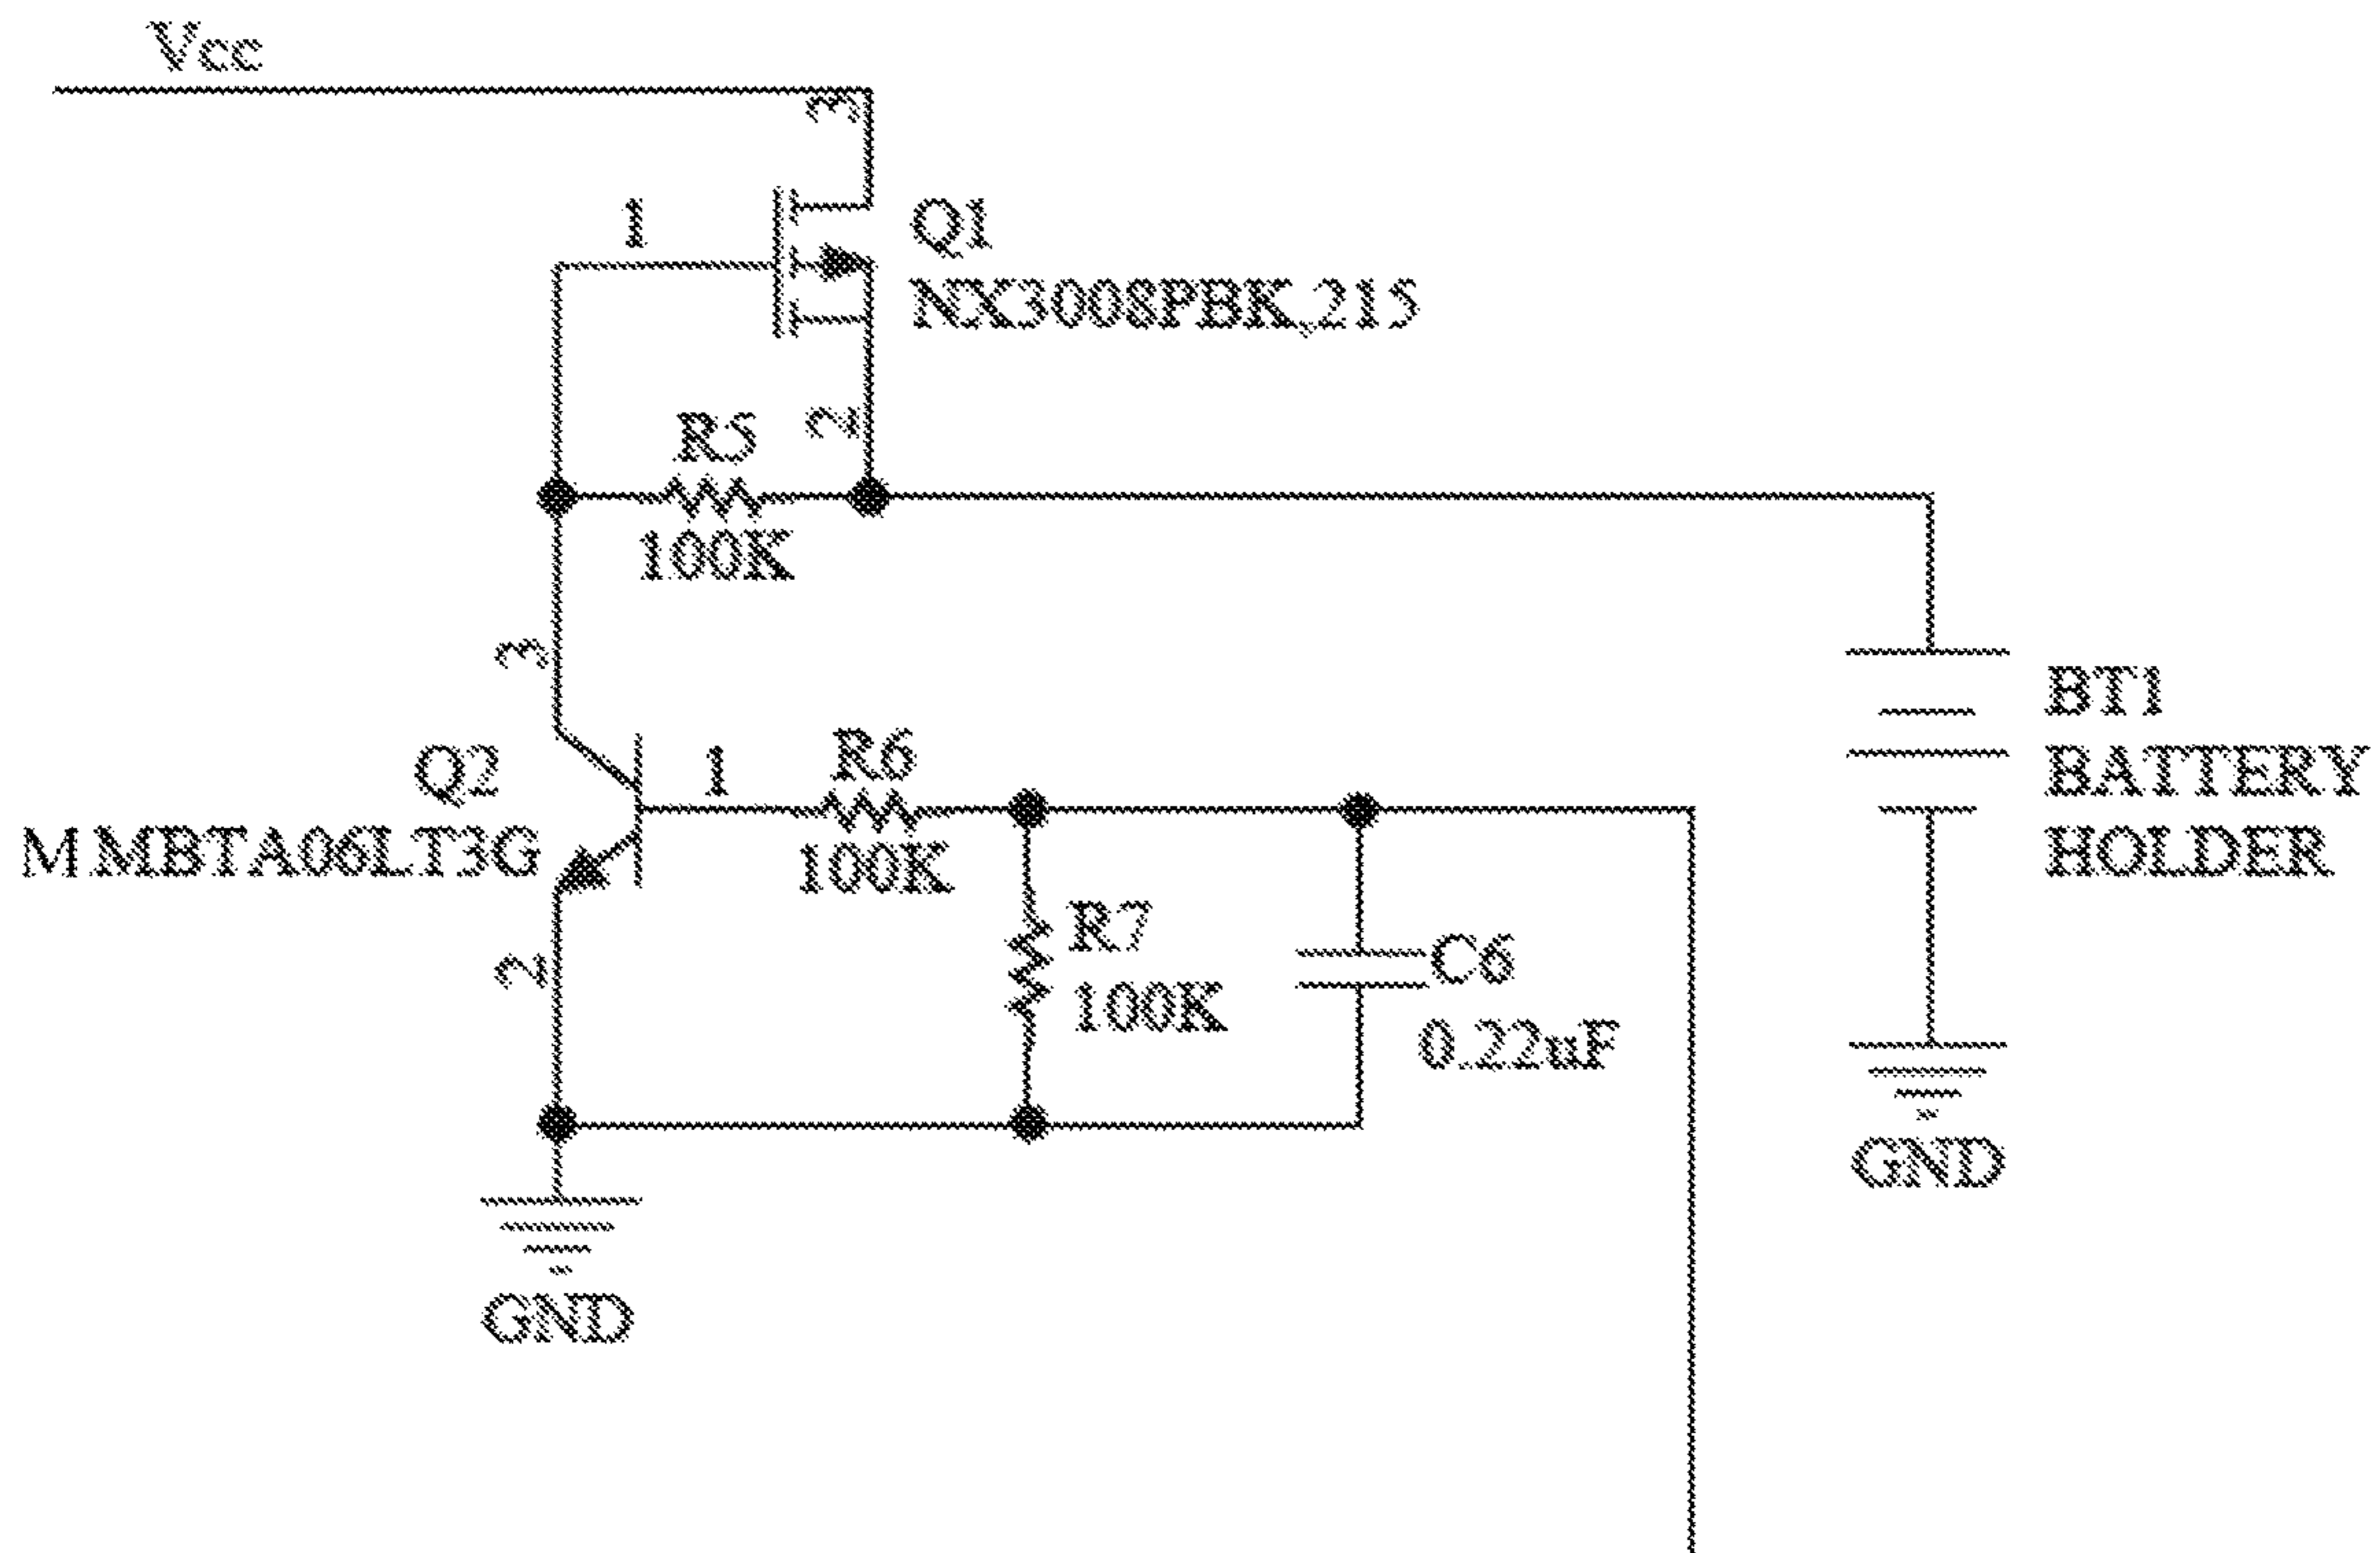 Vcc
3
1
Q1
NX3008PBK,215
2
R5
100K
3
Q2
MMBTA06LT3G
1
R6
100K
2
R7
100K
C6
0.22uF
BT1
BATTERY
HOLDER
GND
GND